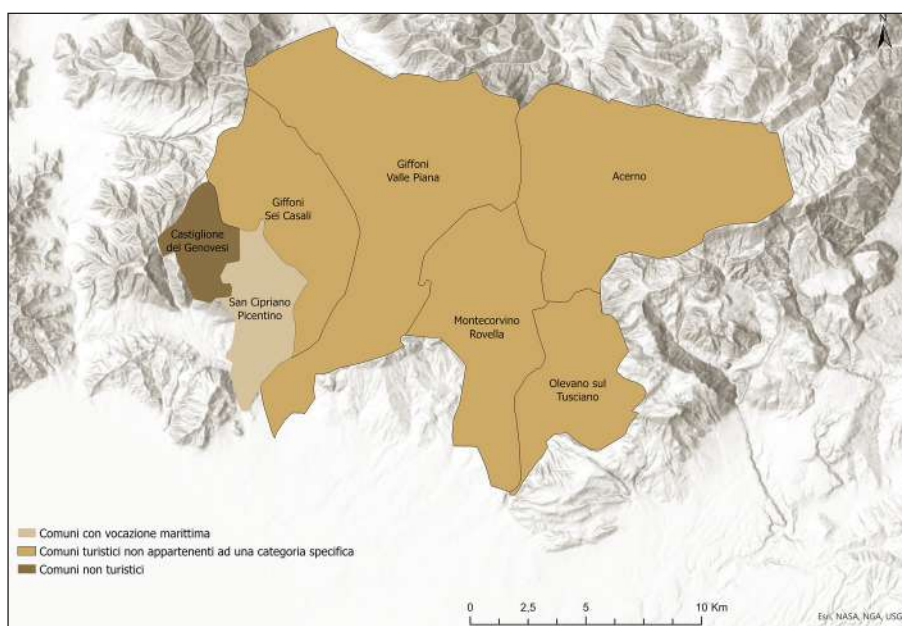 N
Giffoni
Valle Piana
Acerno
Giffoni
Sei Casali
Castiglione
dei Genovesi
San Cipriano
Picentino
Montecorvino
Rovella
Olevano sul
Tusciano
Comuni con vocazione marittima
Comuni turistici non appartenenti ad una categoria specifica
Comuni non turistici
0 2,5 5 10 Km
Esri, NASA, NGA, USG